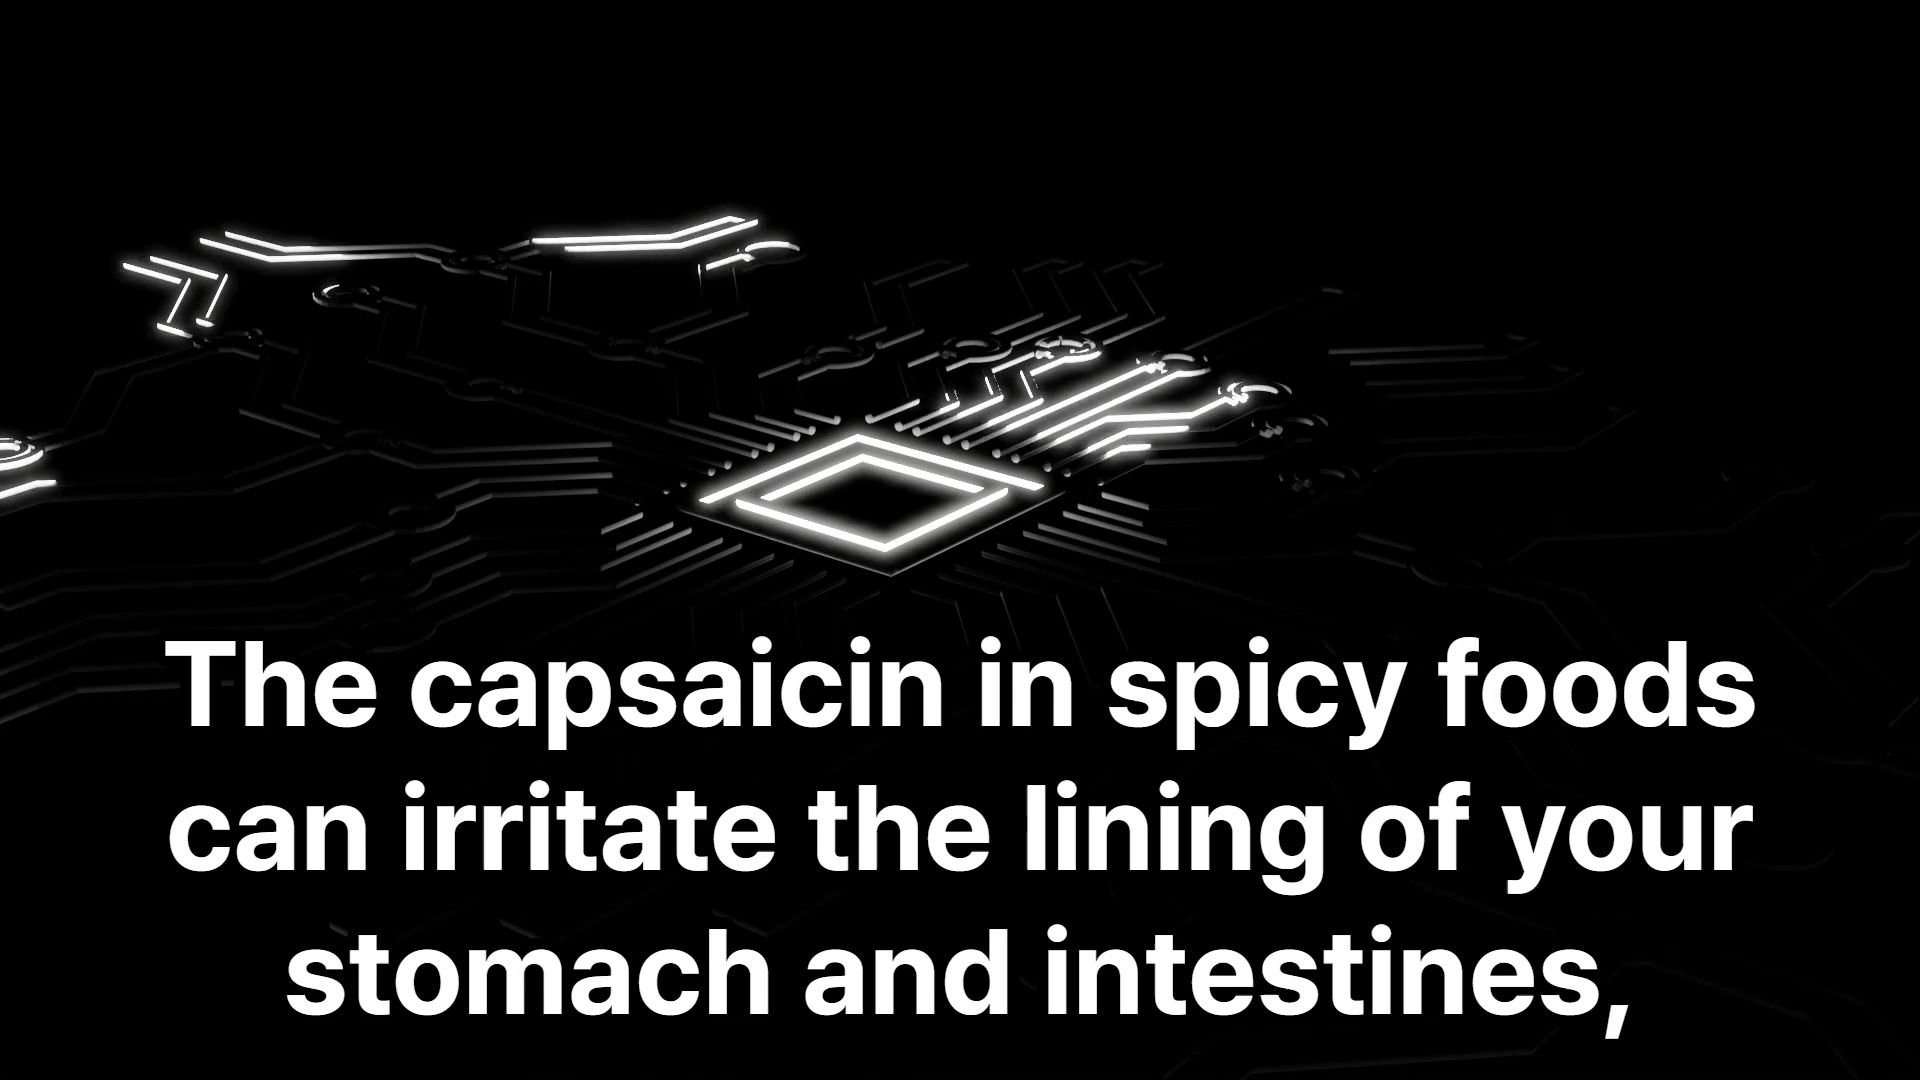 The capsaicin in spicy foods
can irritate the lining of your
stomach and intestines,